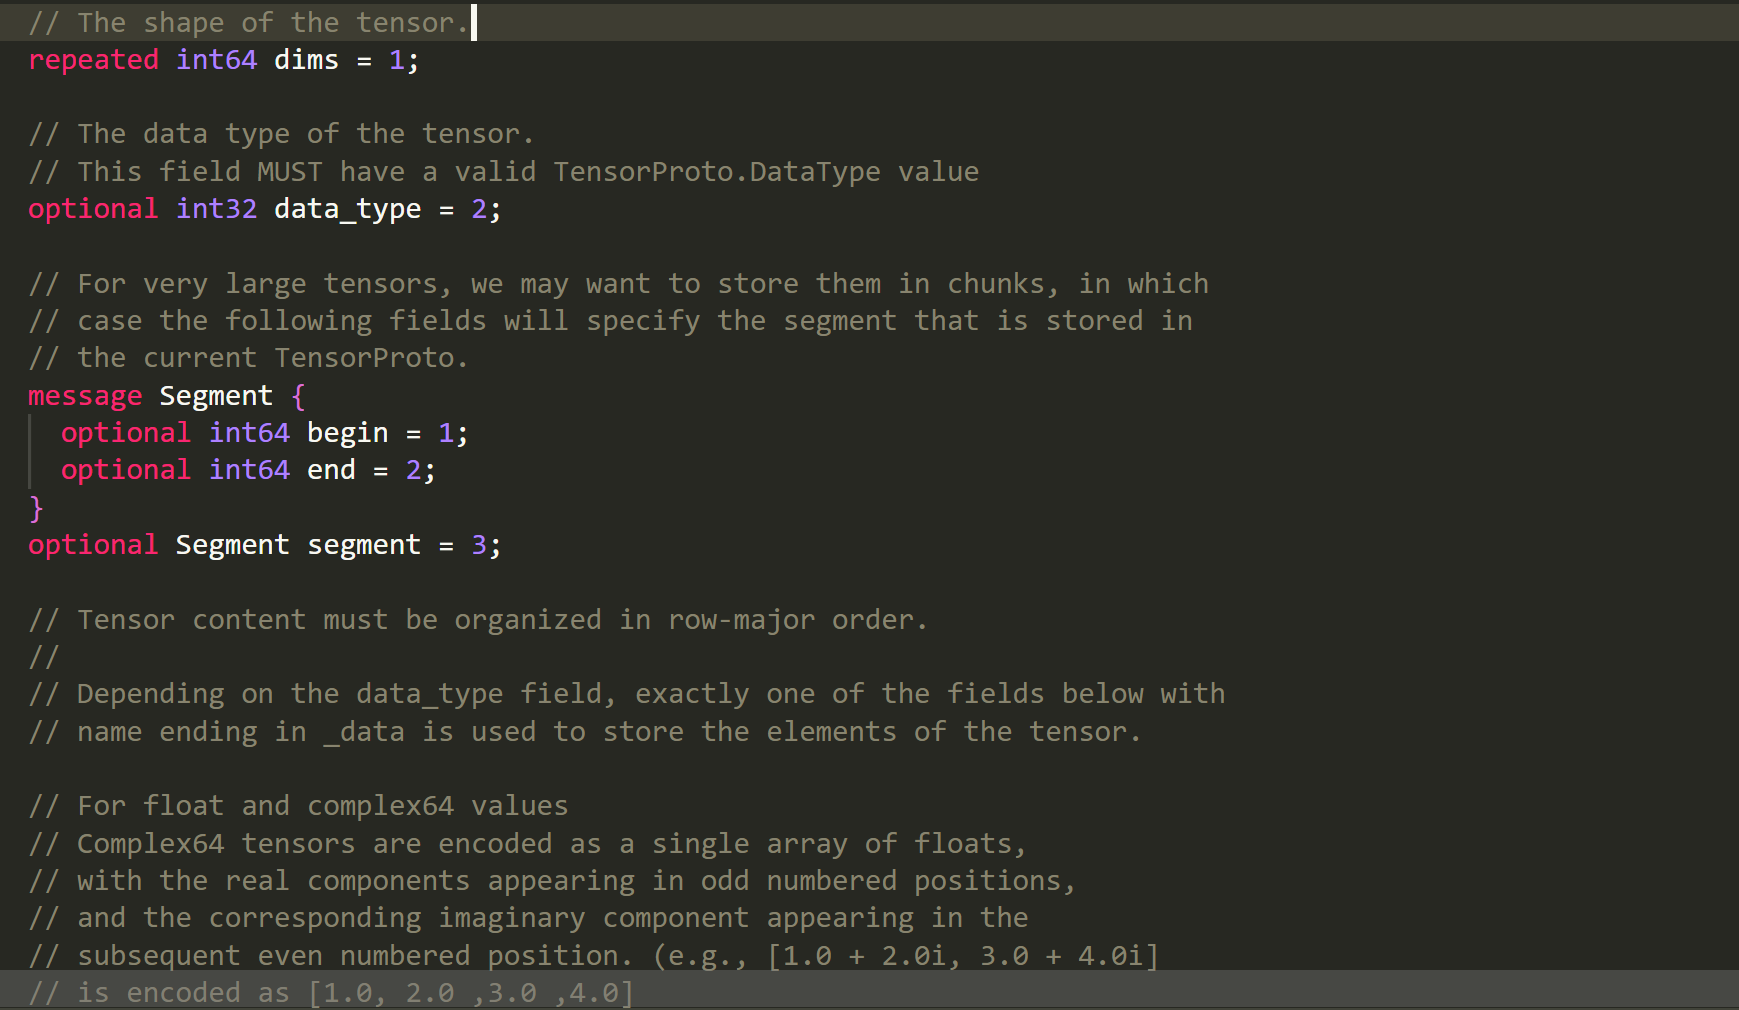 // The shape of the tensor.
repeated int64 dims = 1;

// The data type of the tensor.
// This field MUST have a valid TensorProto.DataType value
optional int32 data_type = 2;

// For very large tensors, we may want to store them in chunks, in which
// case the following fields will specify the segment that is stored in
// the current TensorProto.
message Segment {
  optional int64 begin = 1;
  optional int64 end = 2;
}
optional Segment segment = 3;

// Tensor content must be organized in row-major order.
//
// Depending on the data_type field, exactly one of the fields below with
// name ending in _data is used to store the elements of the tensor.

// For float and complex64 values
// Complex64 tensors are encoded as a single array of floats,
// with the real components appearing in odd numbered positions,
// and the corresponding imaginary component appearing in the
// subsequent even numbered position. (e.g., [1.0 + 2.0i, 3.0 + 4.0i]
// is encoded as [1.0, 2.0 ,3.0 ,4.0]